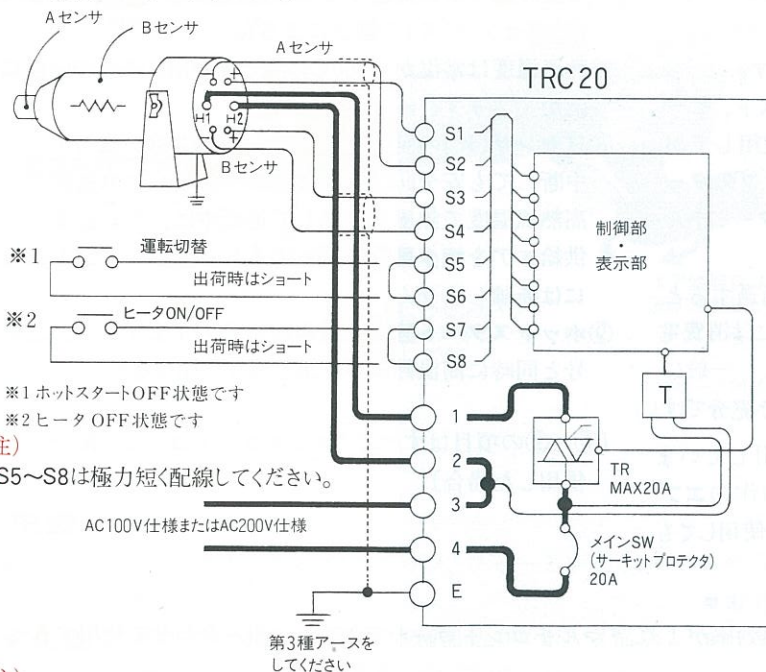 Aセンサ
Bセンサ
Aセンサ
TRC20
H1 H2
Bセンサ
S1
S2
S3
S4
S5
S6
S7
S8
制御部
・
表示部
※1
運転切替
出荷時はショート
※2
ヒータON/OFF
出荷時はショート
※1 ホットスタートOFF状態です
※2 ヒータOFF状態です
注)
S5〜S8は極力短く配線してください。
T
1
2
3
4
E
TR
MAX20A
AC100V仕様またはAC200V仕様
メインSW
(サーキットプロテクタ)
20A
第3種アースを
してください